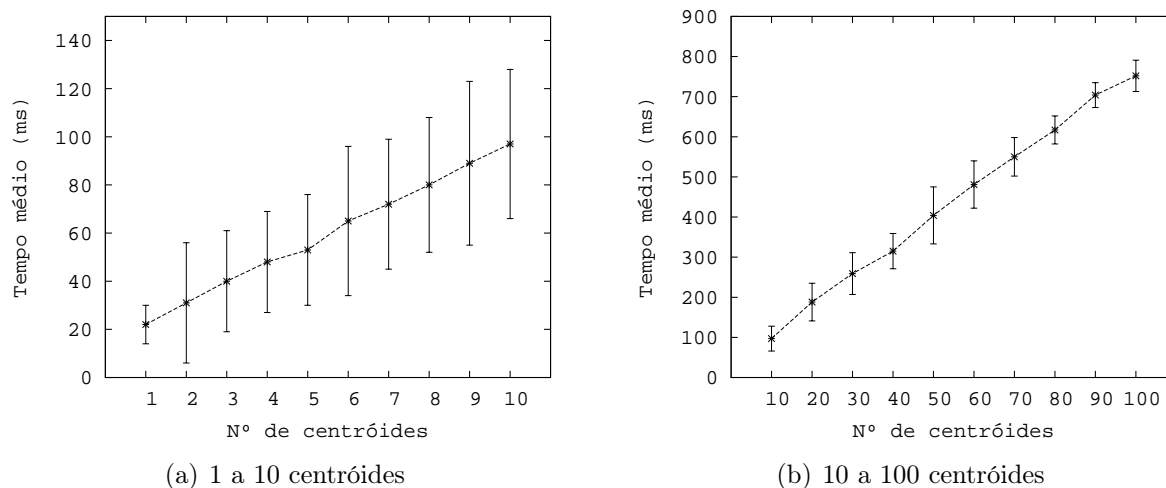 140
120
100
80
60
40
20
0
Tempo médio (ms)
1 2 3 4 5 6 7 8 9 10
Nº de centróides
(a) 1 a 10 centróides
900
800
700
600
500
400
300
200
100
0
Tempo médio (ms)
10 20 30 40 50 60 70 80 90 100
Nº de centróides
(b) 10 a 100 centróides